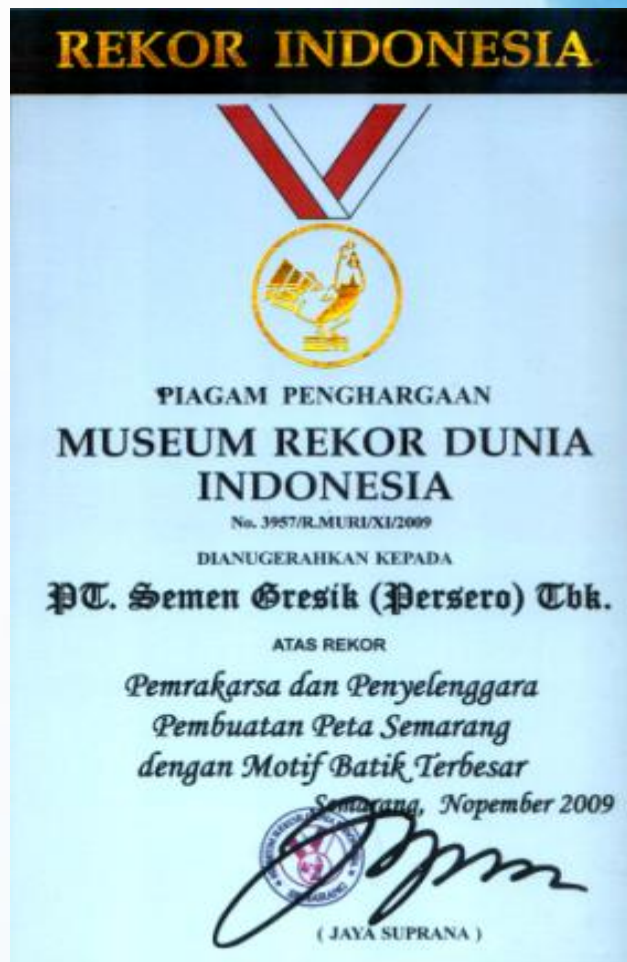 REKOR INDONESIA
PIAGAM PENGHARGAAN
MUSEUM REKOR DUNIA
INDONESIA
No. 3957/R.MURI/XI/2009
DIANUGERAHKAN KEPADA
PT. Semen Gresik (Persero) Tbk.
ATAS REKOR
Pemrakarsa dan Penyelenggara
Pembuatan Peta Semarang
dengan Motif Batik Terbesar
Semarang, Nopember 2009
SEMARANG
( JAYA SUPRANA )